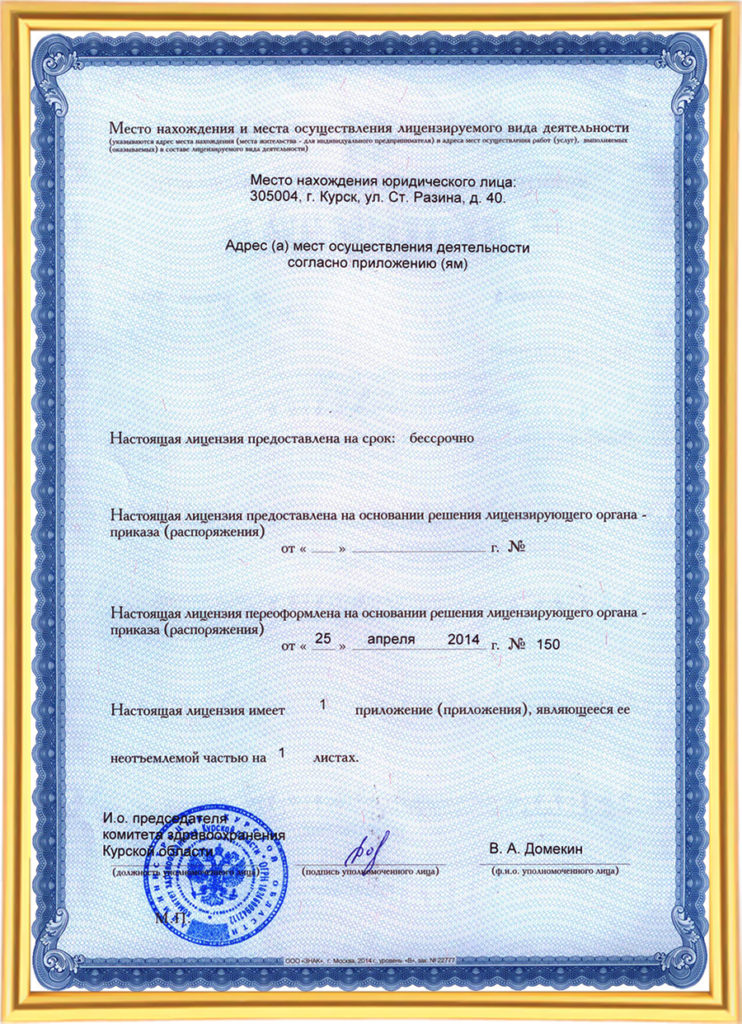 Место нахождения и места осуществления лицензируемого вида деятельности
(указываются адрес места нахождения (места жительства - для индивидуального предпринимателя) и адреса мест осуществления работ (услуг), выполняемых
(оказываемых) в составе лицензируемого вида деятельности)
Место нахождения юридического лица:
305004, г. Курск, ул. Ст. Разина, д. 40.
Адрес (а) мест осуществления деятельности
согласно приложению (ям)
Настоящая лицензия предоставлена на срок: бессрочно
Настоящая лицензия предоставлена на основании решения лицензирующего органа -
приказа (распоряжения)
от « __ » ____________ г. №
Настоящая лицензия переоформлена на основании решения лицензирующего органа -
приказа (распоряжения)
от « 25 » апреля 2014 г. № 150
Настоящая лицензия имеет 1 приложение (приложения), являющееся ее
неотъемлемой частью на 1 листах.
И.о. председателя
комитета здравоохранения
Курской области
В. А. Домекин
(должность уполномоченного лица) (подпись уполномоченного лица) (ф.и.о. уполномоченного лица)
М.П.
ООО «ЗНАК», г. Москва, 2014 г., уровень «В», зак. № 22777